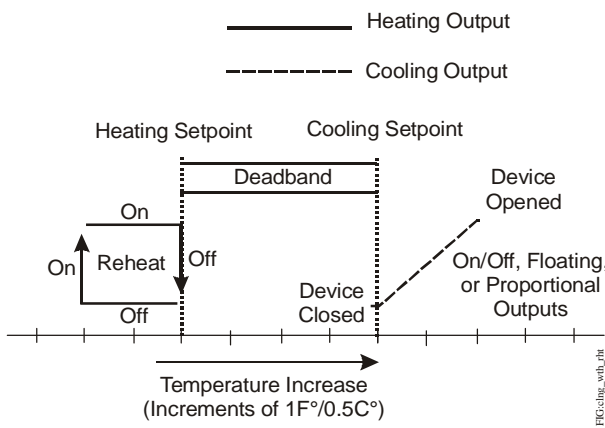 Heating Output
Cooling Output
Heating Setpoint
Cooling Setpoint
Deadband
Device
Opened
On
On
Reheat
Off
Off
Device
Closed
On/Off, Floating,
or Proportional
Outputs
Temperature Increase
(Increments of 1F°/0.5C°)
FIG:clng_wth_rht